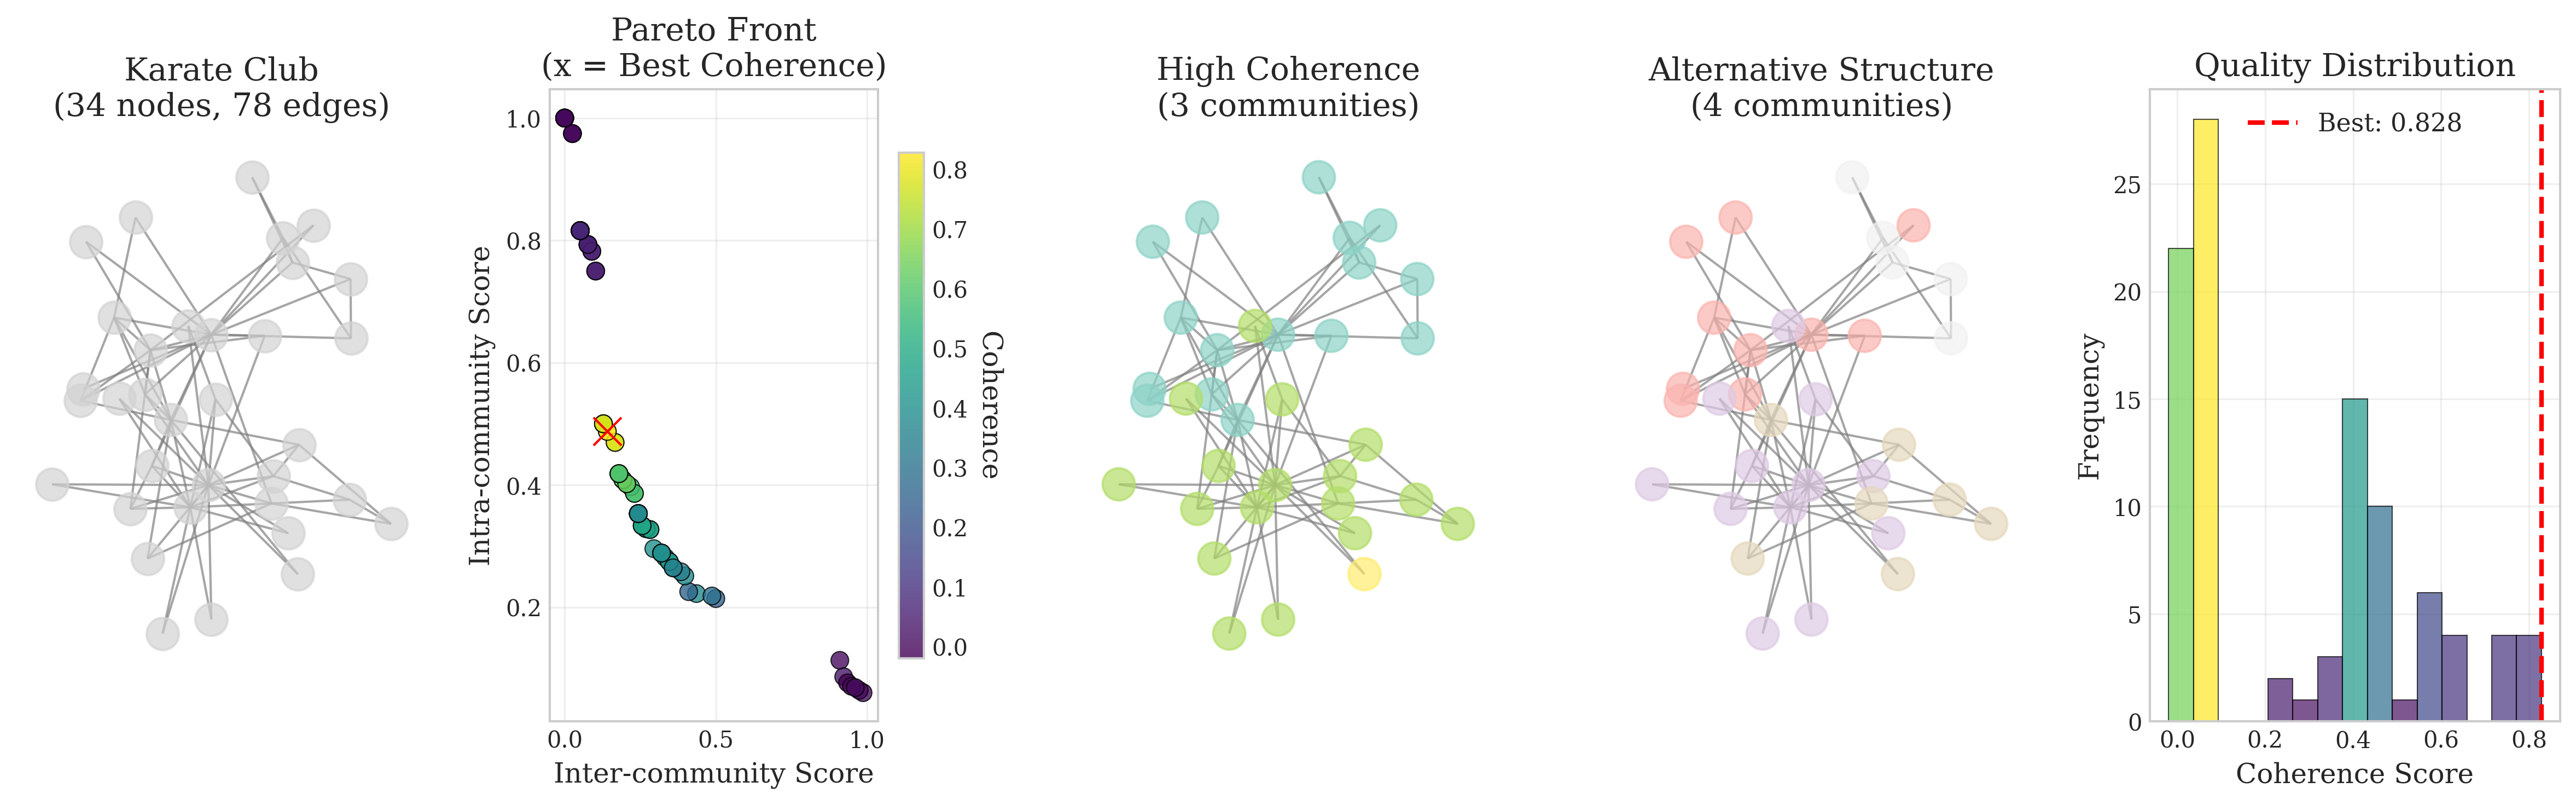 Karate Club
(34 nodes, 78 edges)
Pareto Front
(x = Best Coherence)
Intra-community Score
1.0
0.8
0.6
0.4
0.2
0.0
0.5
1.0
Inter-community Score
0.8
0.7
0.6
0.5
0.4
0.3
0.2
0.1
0.0
Coherence
High Coherence
(3 communities)
Alternative Structure
(4 communities)
Quality Distribution
Best: 0.828
Frequency
25
20
15
10
5
0
0.0
0.2
0.4
0.6
0.8
Coherence Score